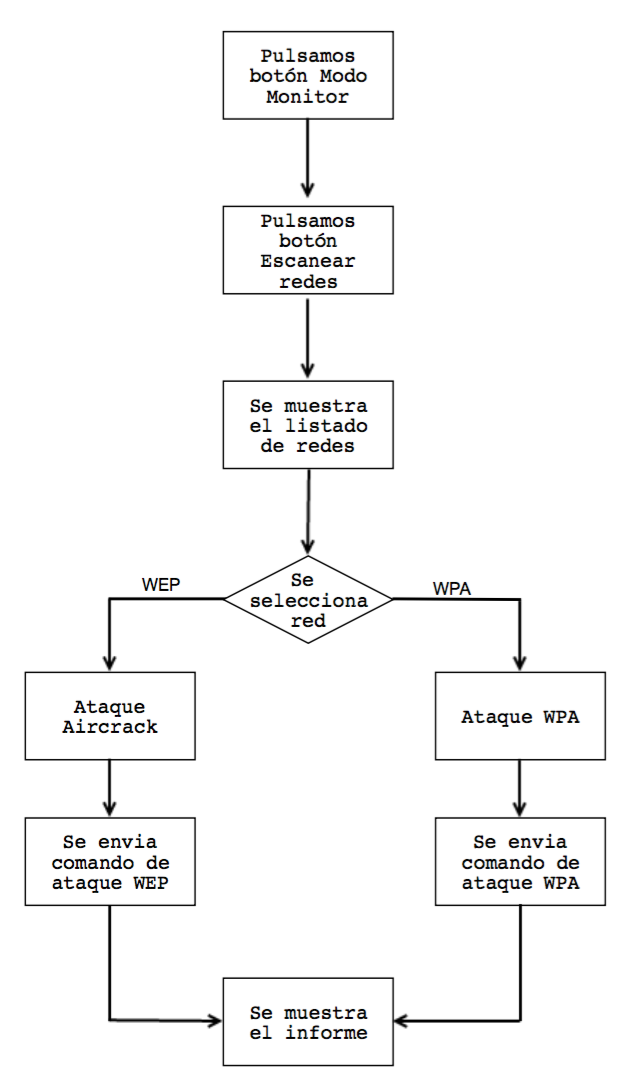 Pulsamos
botón Modo
Monitor
Pulsamos
botón
Escanear
redes
Se muestra
el listado
de redes
Se
selecciona
red
WEP
WPA
Ataque
Aircrack
Ataque WPA
Se envia
comando de
ataque WEP
Se envia
comando de
ataque WPA
Se muestra
el informe